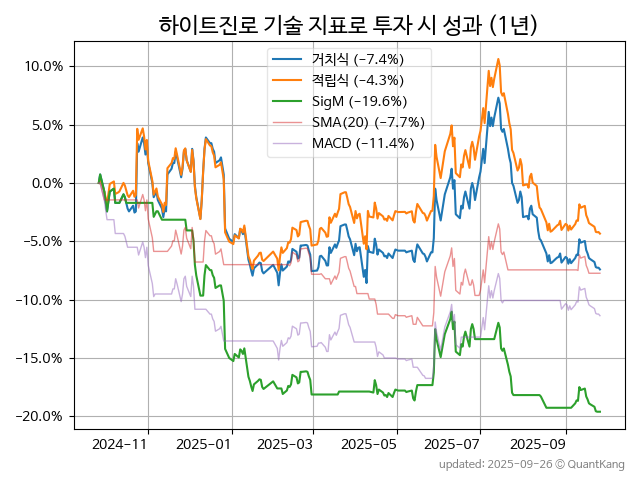 하이트진로 기술 지표로 투자 시 성과 (1년)
거치식 (−7.4%)
적립식 (−4.3%)
SigM (−19.6%)
SMA(20) (−7.7%)
MACD (−11.4%)
10.0%
5.0%
0.0%
−5.0%
−10.0%
−15.0%
−20.0%
2024-11 2025-01 2025-03 2025-05 2025-07 2025-09
updated: 2025-09-26 © QuantKang